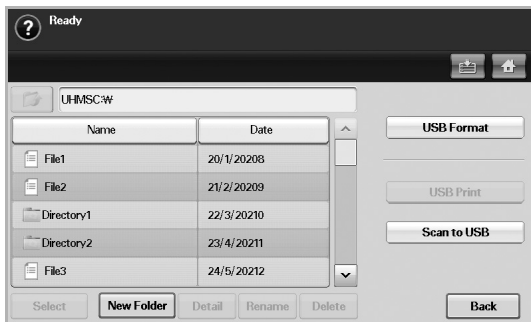 Ready
UHMSC:₩
USB Format
Name Date
File1 20/1/20208
File2 21/2/20209
USB Print
Directory1 22/3/20210
Scan to USB
Directory2 23/4/20211
File3 24/5/20212
Select New Folder Detail Rename Delete Back